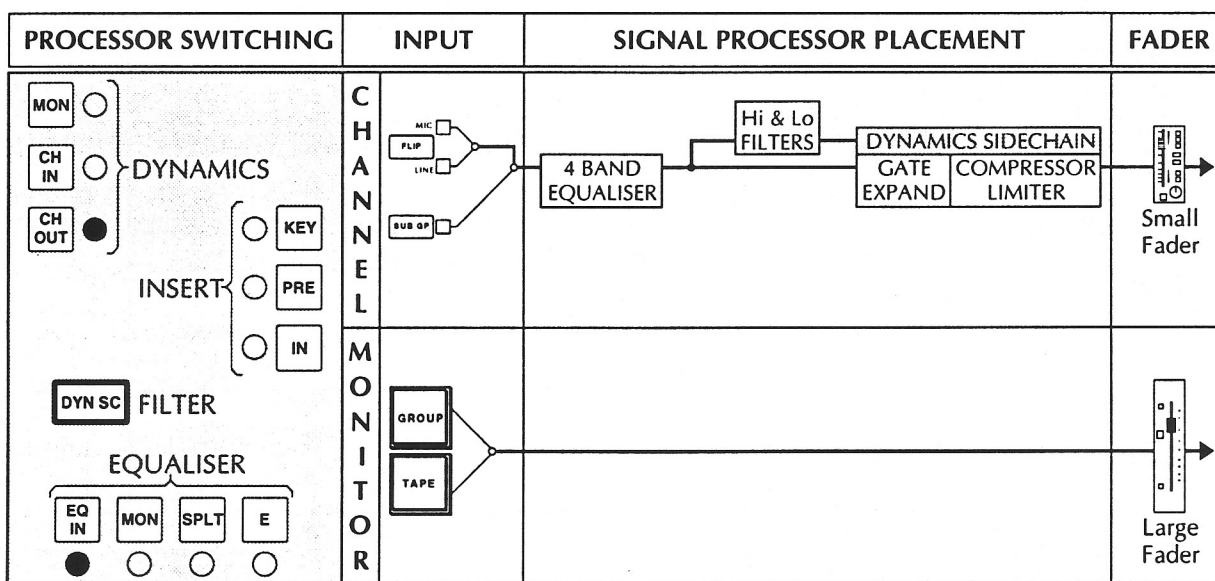 PROCESSOR SWITCHING
INPUT
SIGNAL PROCESSOR PLACEMENT
FADER
MON
CH
IN
CH
OUT
DYNAMICS
KEY
PRE
IN
INSERT
DYN SC
FILTER
EQUALISER
EQ
IN
MON
SPLT
E
CHANNEL
MIC
FLIP
LINE
SUB GP
4 BAND
EQUALISER
Hi & Lo
FILTERS
DYNAMICS SIDECHAIN
GATE
EXPAND
COMPRESSOR
LIMITER
Small
Fader
MONITOR
GROUP
TAPE
Large
Fader